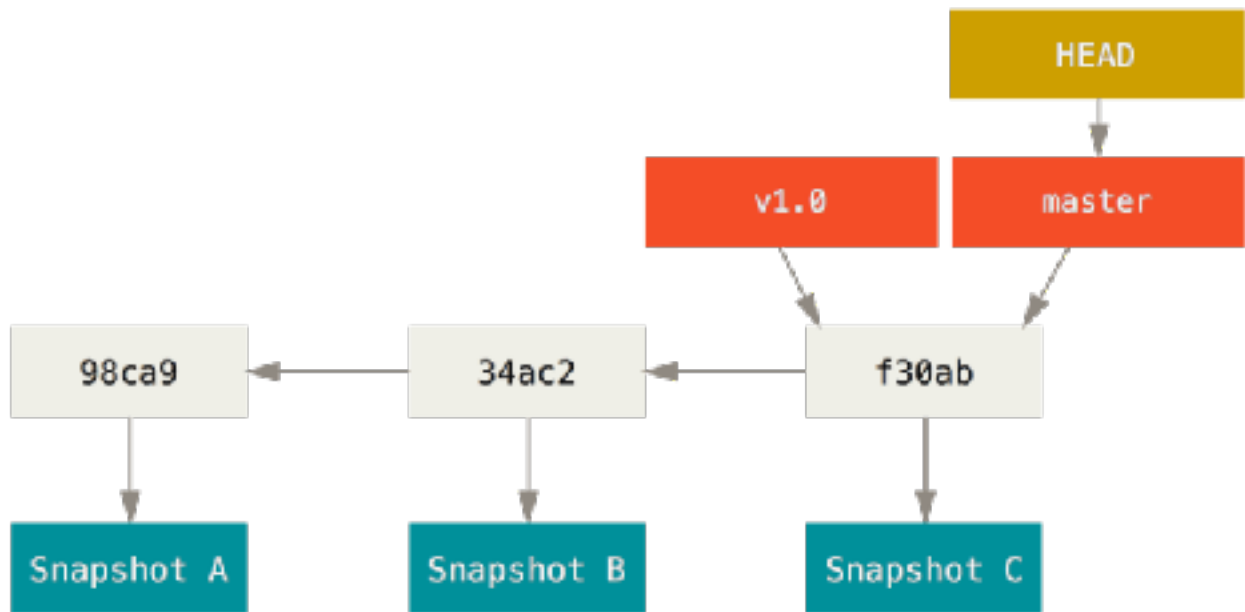 HEAD
v1.0
master
98ca9
34ac2
f30ab
Snapshot A
Snapshot B
Snapshot C